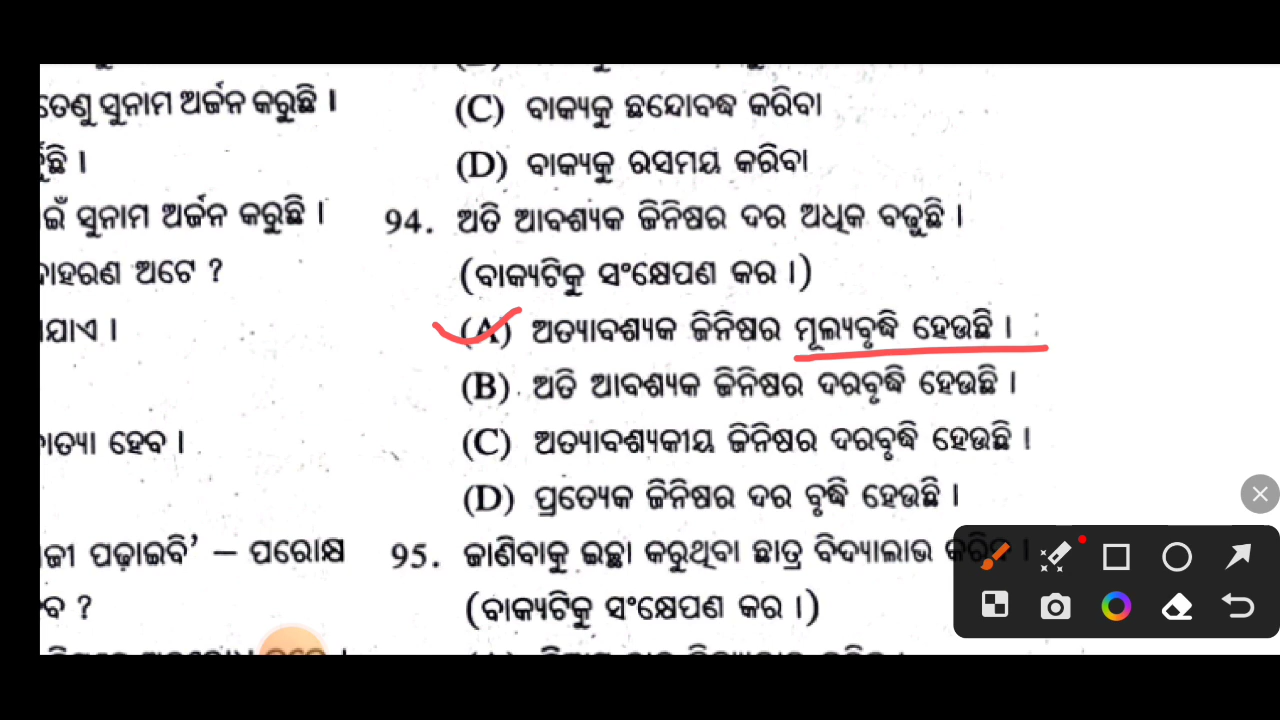 ତେଣୁ ସୁନାମ ଅର୍ଜନ କରୁଛି ।
ଛି ।
ସୁନାମ ଅର୍ଜନ କରୁଛି ।
ଅଟେ ?
ଯାଏ ।
ହେବ ।
ପଢ଼ାଇବି’ – ପରୋକ୍ଷ
?
(C) ବାକ୍ୟକୁ ଛନ୍ଦୋବଦ୍ଧ କରିବା
(D) ବାକ୍ୟକୁ ରସମୟ କରିବା
94. ଅତି ଆବଶ୍ୟକ ଜିନିଷର ଦର ଅଧିକ ବଢୁଛି ।
(ବାକ୍ୟଟିକୁ ସଂକ୍ଷେପଣ କର ।)
(A) ଅତ୍ୟାବଶ୍ୟକ ଜିନିଷର ମୂଲ୍ୟବୃଦ୍ଧି ହେଉଛି ।
(B) ଅତି ଆବଶ୍ୟକ ଜିନିଷର ଦରବୃଦ୍ଧି ହେଉଛି ।
(C) ଅତ୍ୟାବଶ୍ୟକୀୟ ଜିନିଷର ଦରବୃଦ୍ଧି ହେଉଛି ।
(D) ପ୍ରତ୍ୟେକ ଜିନିଷର ଦର ବୃଦ୍ଧି ହେଉଛି ।
95. ଜାଣିବାକୁ ଇଚ୍ଛା କରୁଥିବା ଛାତ୍ର ବିଦ୍ୟାଲାଭ
(ବାକ୍ୟଟିକୁ ସଂକ୍ଷେପଣ କର ।)